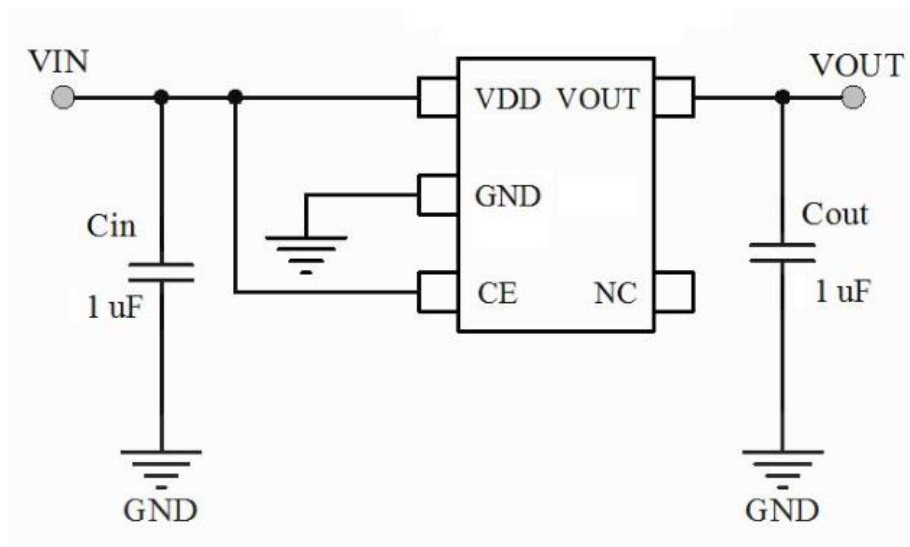 VIN
VOUT
VDD VOUT
GND
Cin
Cout
1 uF
CE NC
1 uF
GND
GND